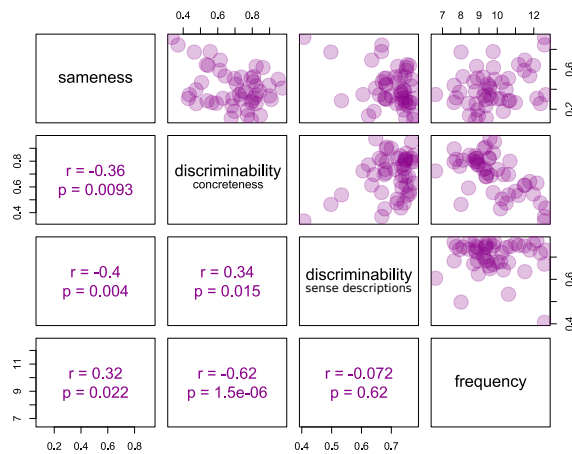 0.4 0.6 0.8
7 8 9 10 12
sameness
0.2 0.6
r = -0.36
p = 0.0093
discriminability
concreteness
0.4 0.6 0.8
r = -0.4
p = 0.004
r = 0.34
p = 0.015
discriminability
sense descriptions
0.4 0.6
r = 0.32
p = 0.022
r = -0.62
p = 1.5e-06
r = -0.072
p = 0.62
frequency
7 9 11
0.2 0.4 0.6 0.8
0.4 0.5 0.6 0.7